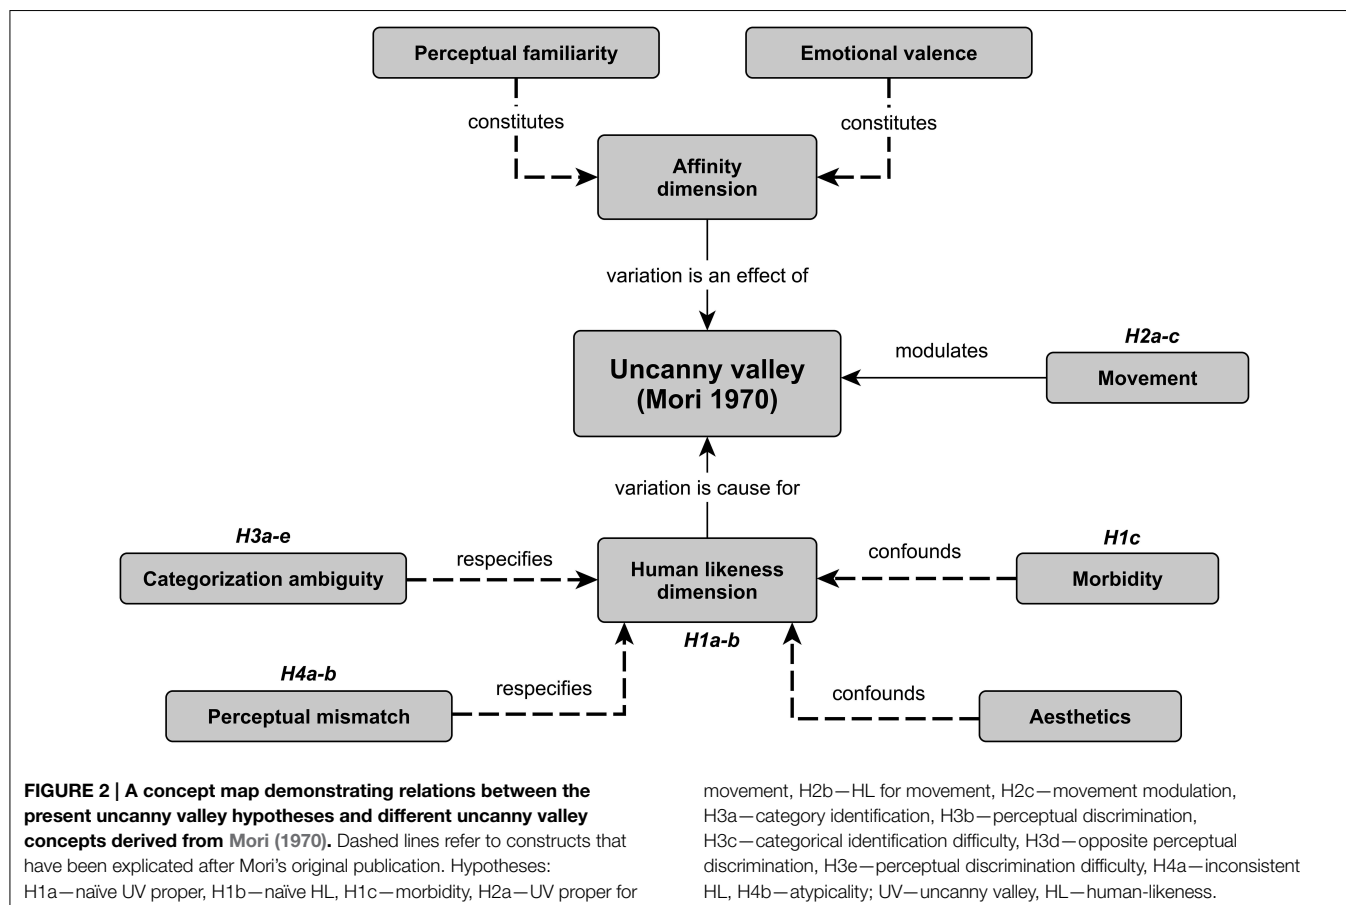 Perceptual familiarity
Emotional valence
constitutes
constitutes
Affinity
dimension
variation is an effect of
Uncanny valley
(Mori 1970)
modulates
H2a-c
Movement
variation is cause for
H3a-e
Categorization ambiguity
respecifies
Human likeness
dimension
H1a-b
confounds
H1c
Morbidity
H4a-b
Perceptual mismatch
respecifies
confounds
Aesthetics
FIGURE 2 | A concept map demonstrating relations between the
present uncanny valley hypotheses and different uncanny valley
concepts derived from Mori (1970). Dashed lines refer to constructs that
have been explicated after Mori's original publication. Hypotheses:
H1a—naïve UV proper, H1b—naïve HL, H1c—morbidity, H2a—UV proper for
movement, H2b—HL for movement, H2c—movement modulation,
H3a—category identification, H3b—perceptual discrimination,
H3c—categorical identification difficulty, H3d—opposite perceptual
discrimination, H3e—perceptual discrimination difficulty, H4a—inconsistent
HL, H4b—atypicality; UV—uncanny valley, HL—human-likeness.